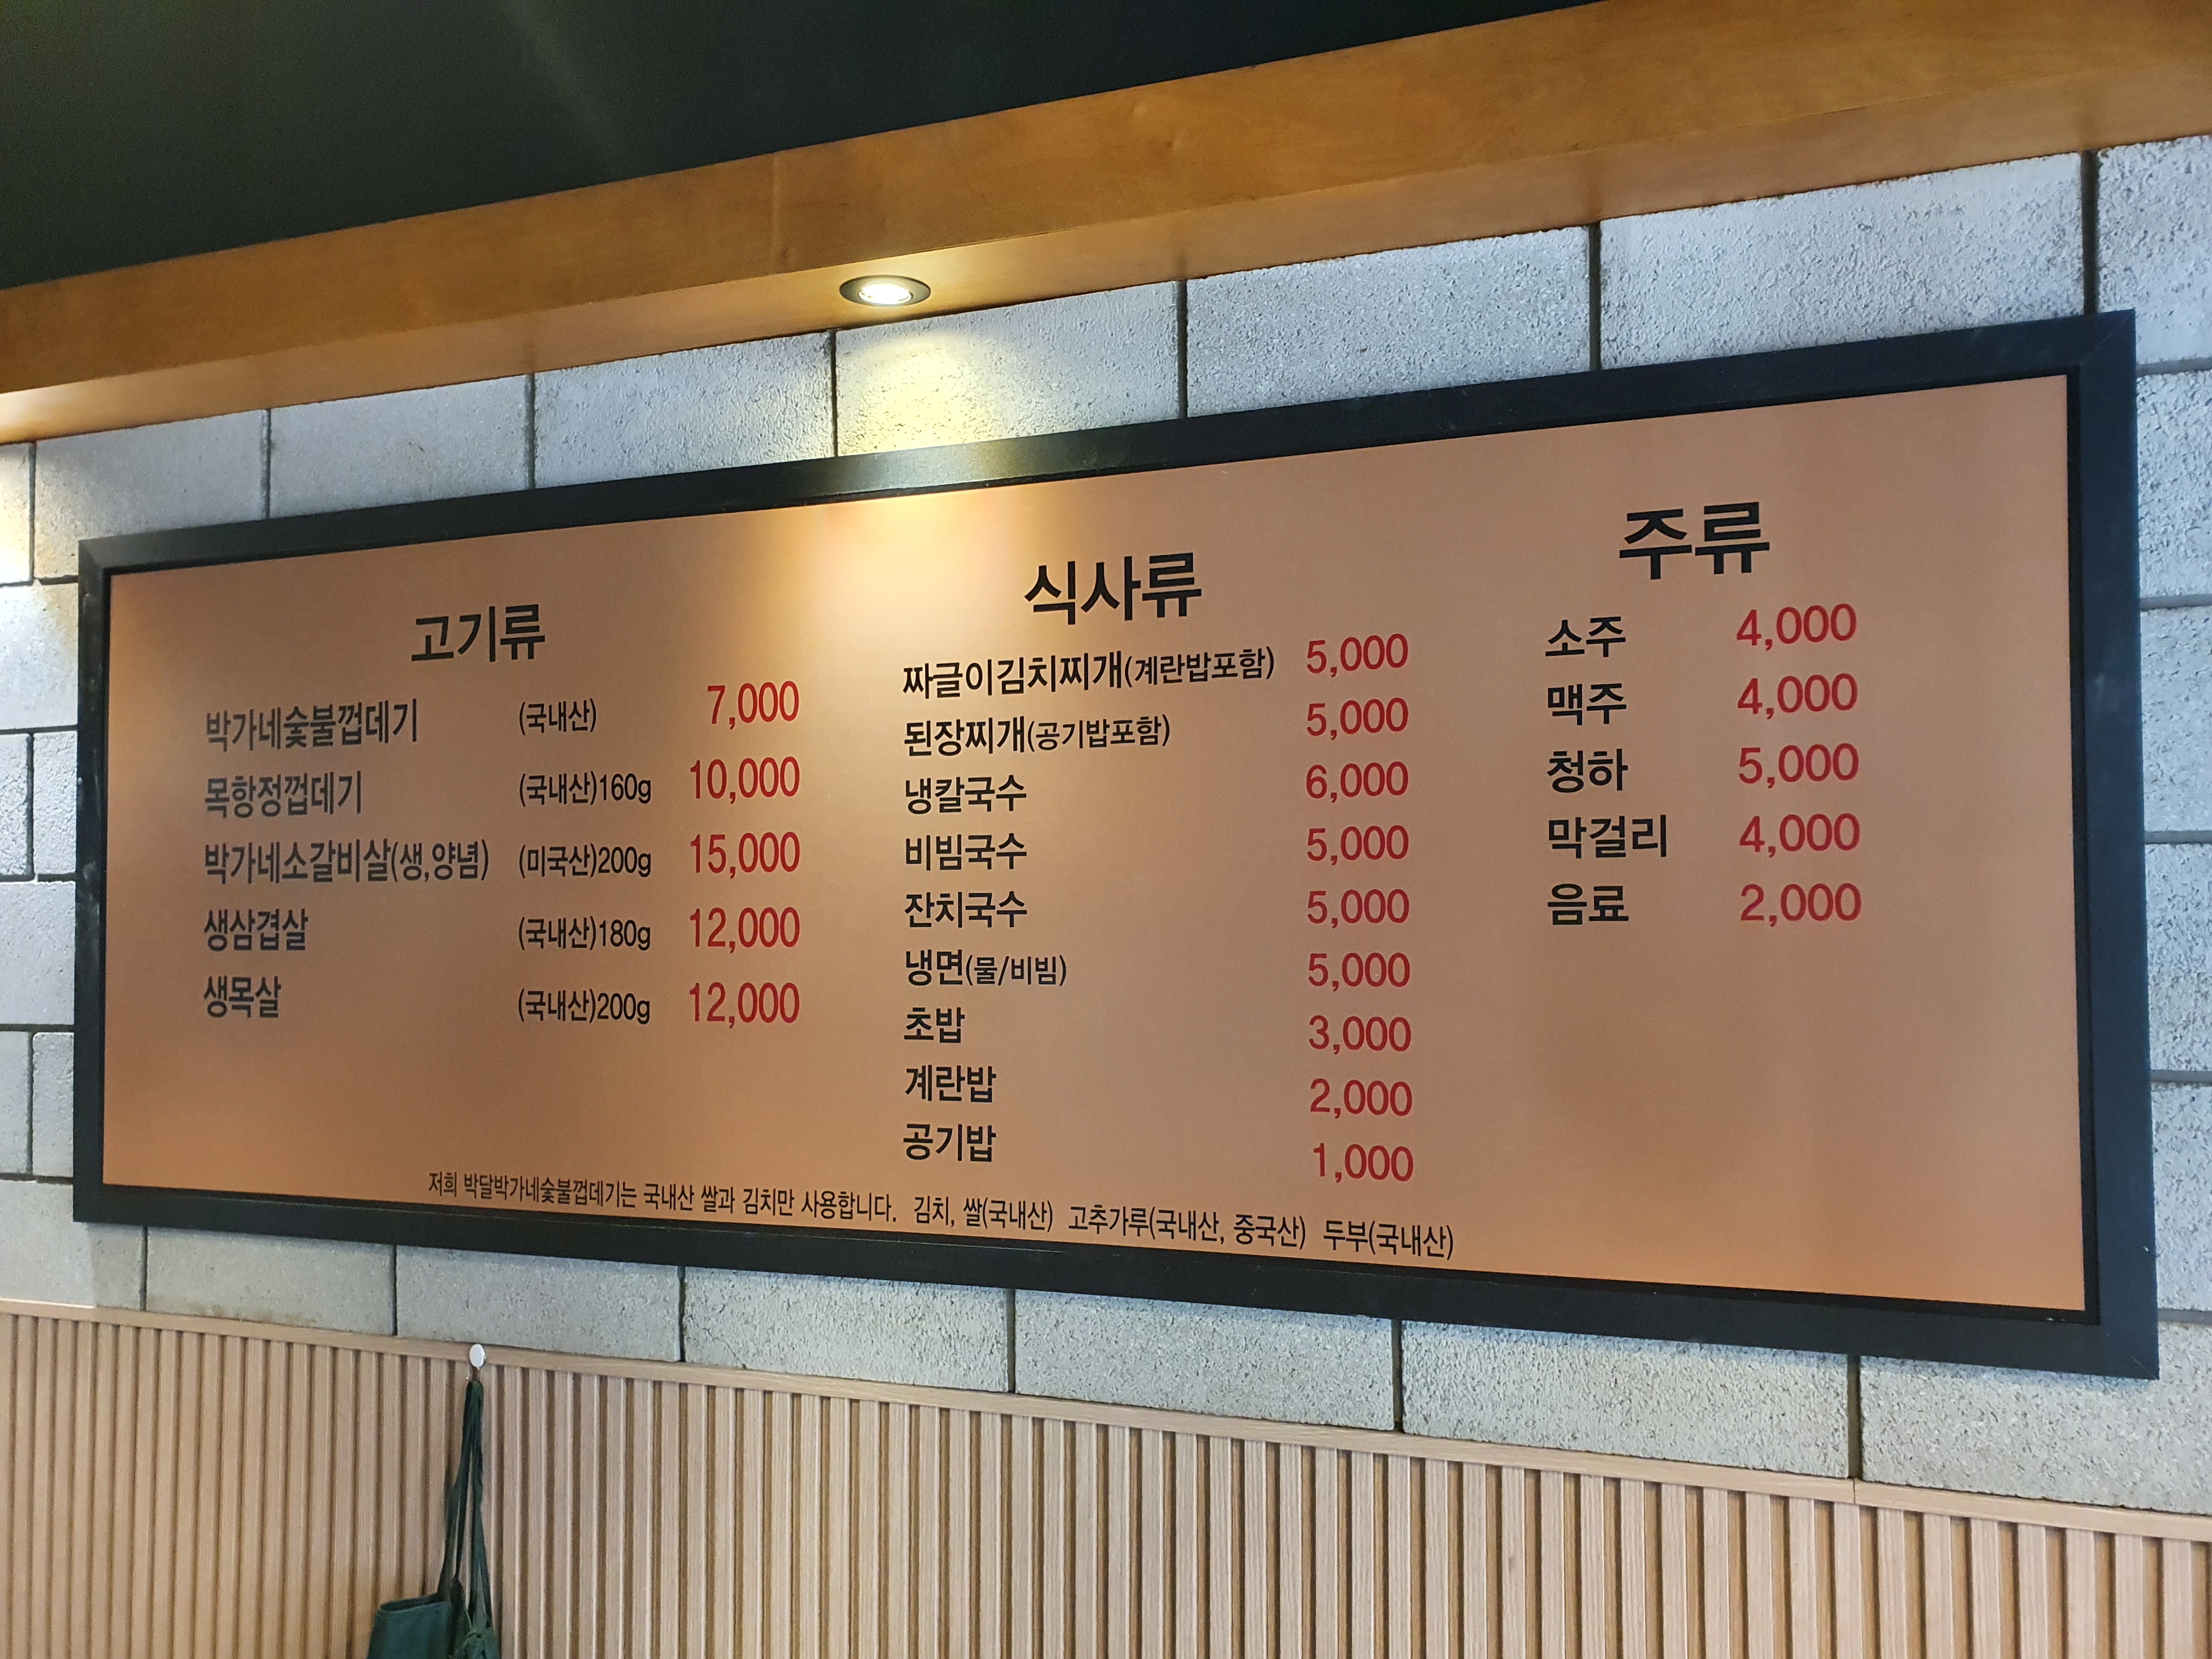 고기류
박가네숯불껍데기 (국내산) 7,000
목항정껍데기 (국내산)160g 10,000
박가네소갈비살(생,양념) (미국산)200g 15,000
생삼겹살 (국내산)180g 12,000
생목살 (국내산)200g 12,000
식사류
짜글이김치찌개(계란밥포함) 5,000
된장찌개(공기밥포함) 5,000
냉칼국수 6,000
비빔국수 5,000
잔치국수 5,000
냉면(물/비빔) 5,000
초밥 3,000
계란밥 2,000
공기밥 1,000
주류
소주 4,000
맥주 4,000
청하 5,000
막걸리 4,000
음료 2,000
저희 박달박가네숯불껍데기는 국내산 쌀과 김치만 사용합니다. 김치, 쌀(국내산) 고추가루(국내산, 중국산) 두부(국내산)